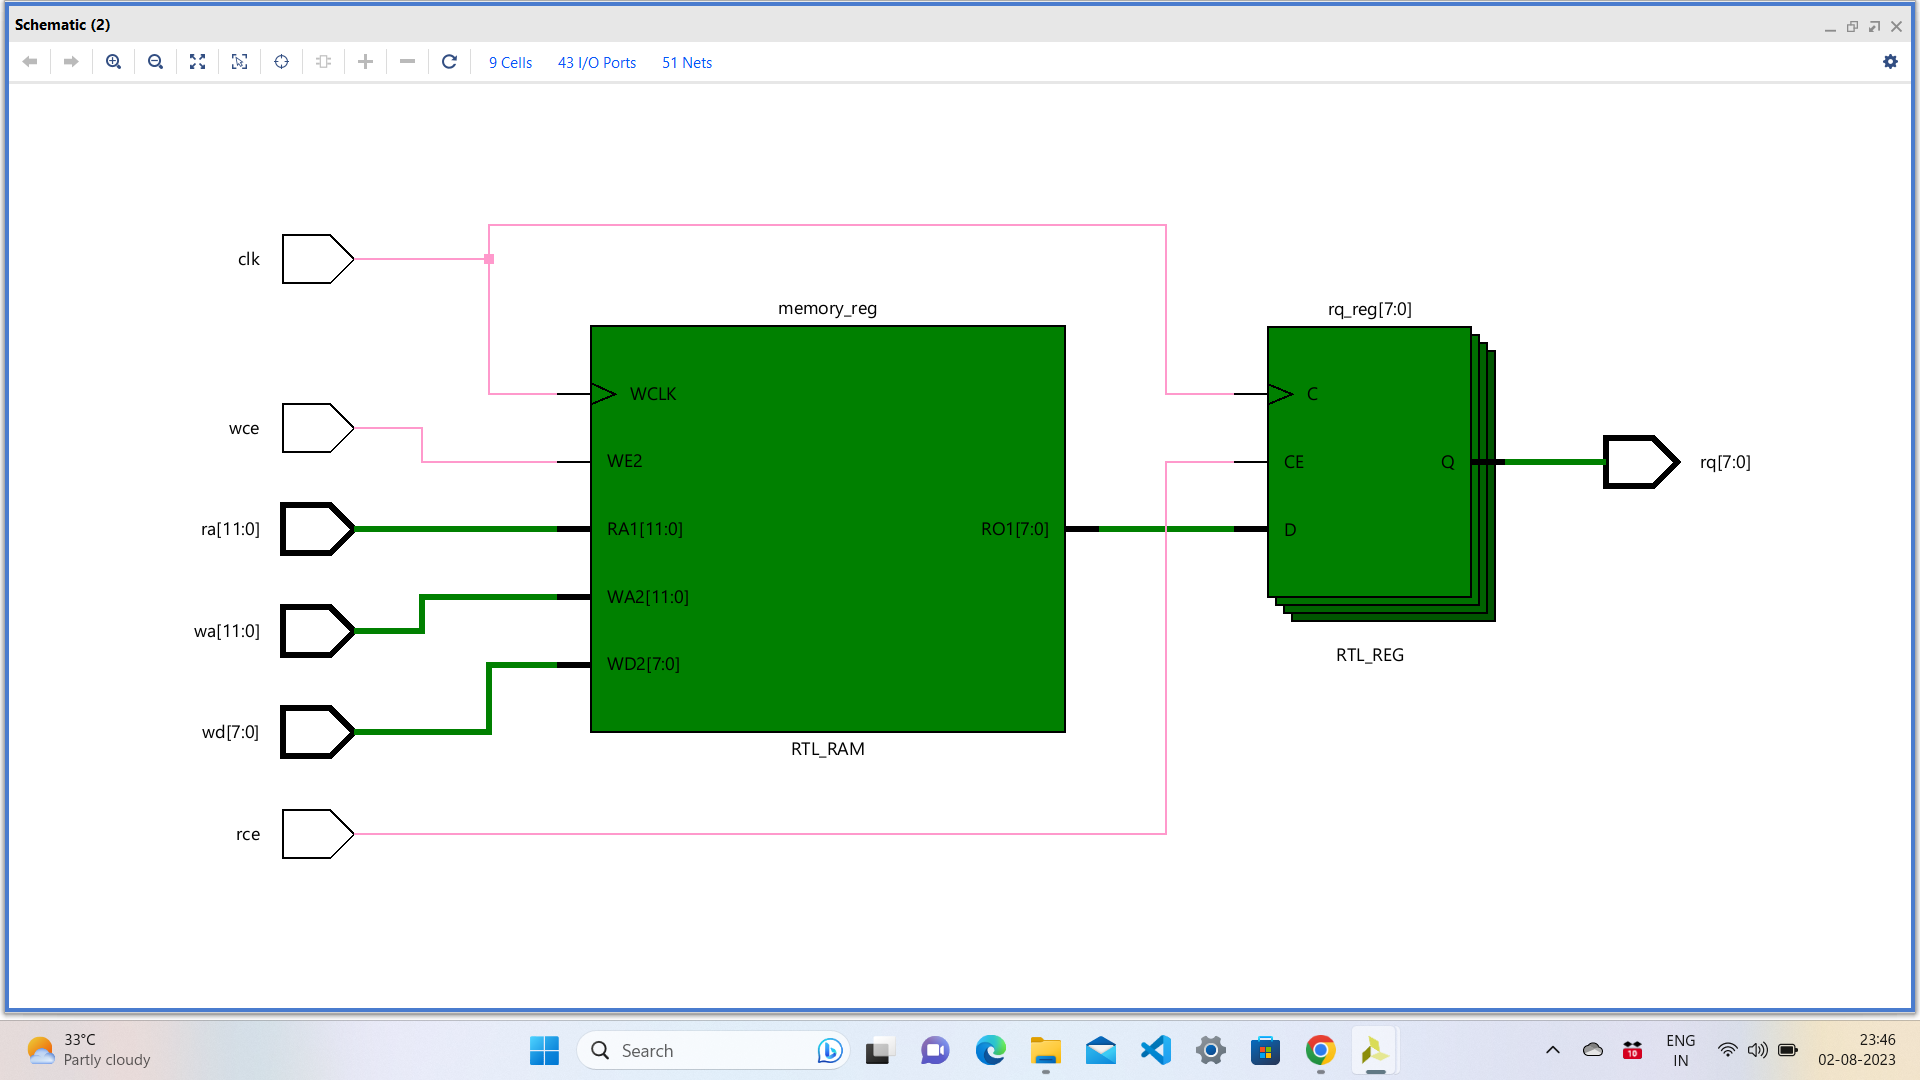 Schematic (2)
9 Cells 43 I/O Ports 51 Nets
clk
memory_reg
rq_reg[7:0]
WCLK
C
wce
WE2
CE
Q
rq[7:0]
ra[11:0]
RA1[11:0]
RO1[7:0]
D
wa[11:0]
WA2[11:0]
wd[7:0]
WD2[7:0]
RTL_REG
RTL_RAM
rce
33°C
Partly cloudy
Search
10
ENG
IN
23:46
02-08-2023